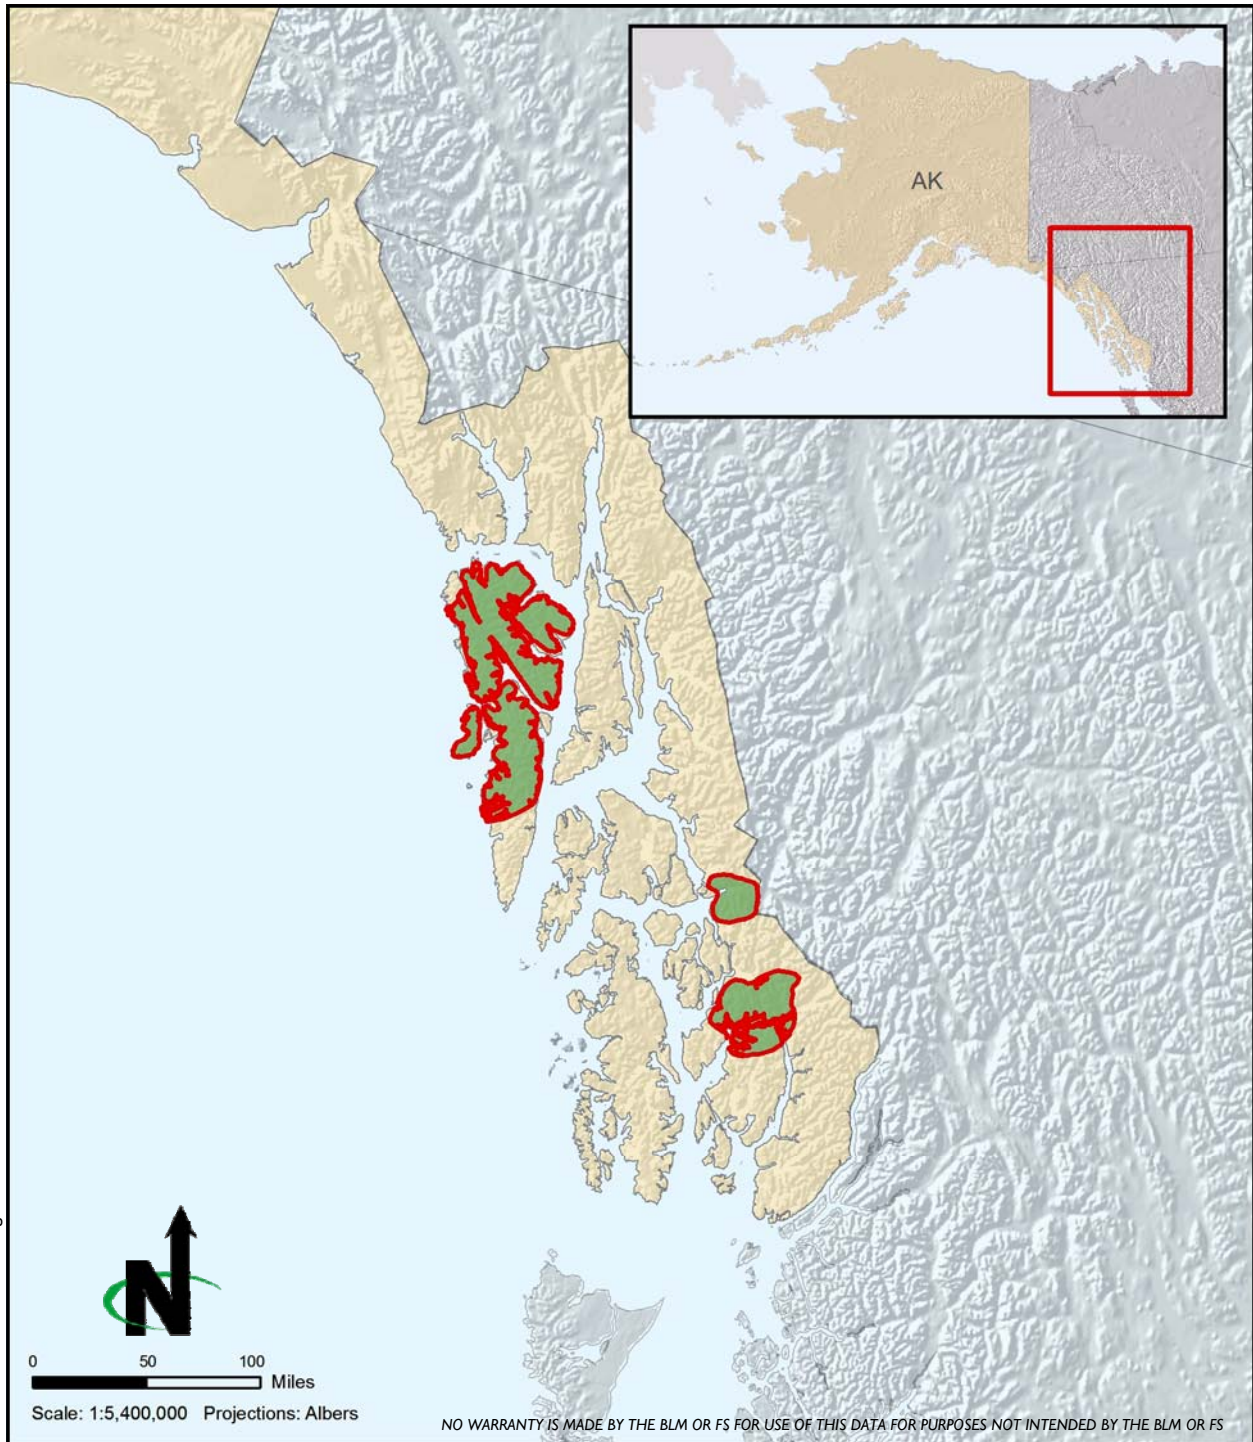 AK
N
0 50 100
Miles
Scale: 1:5,400,000 Projections: Albers
NO WARRANTY IS MADE BY THE BLM OR FS FOR USE OF THIS DATA FOR PURPOSES NOT INTENDED BY THE BLM OR FS